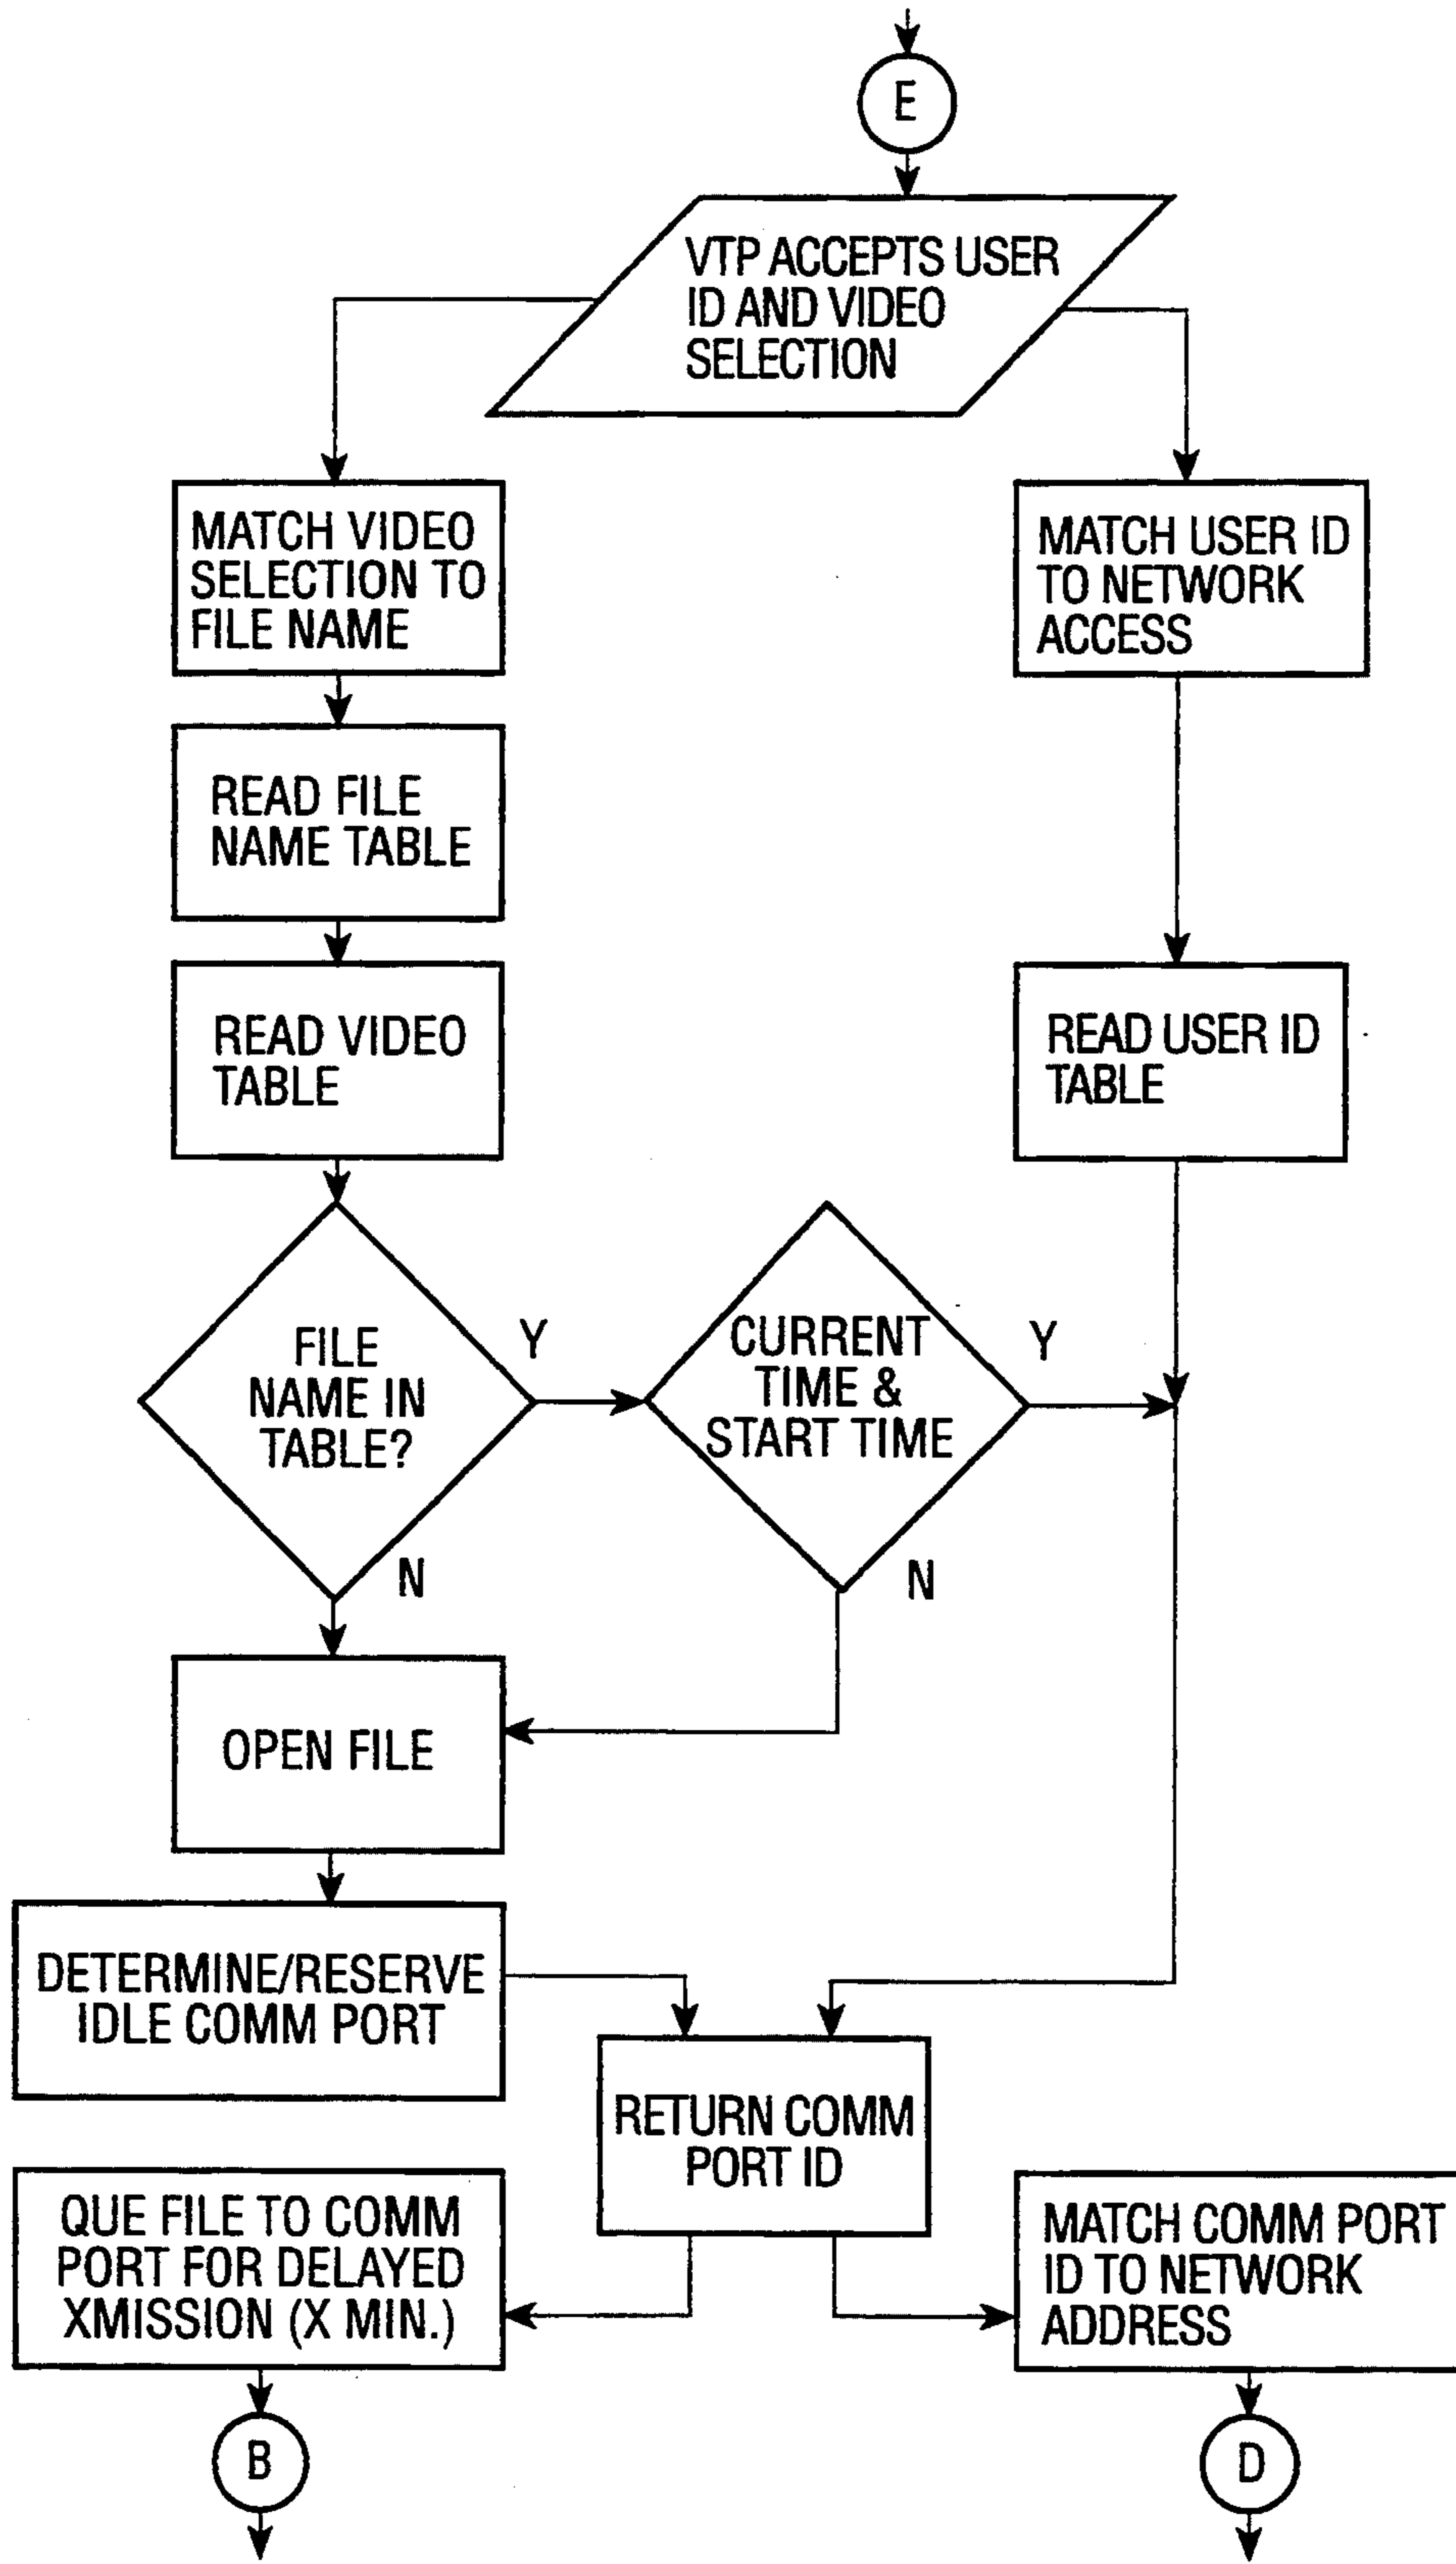 E
VTP ACCEPTS USER
ID AND VIDEO
SELECTION
MATCH VIDEO
SELECTION TO
FILE NAME
MATCH USER ID
TO NETWORK
ACCESS
READ FILE
NAME TABLE
READ VIDEO
TABLE
READ USER ID
TABLE
FILE
NAME IN
TABLE?
Y
N
CURRENT
TIME &
START TIME
Y
N
OPEN FILE
DETERMINE/RESERVE
IDLE COMM PORT
RETURN COMM
PORT ID
QUE FILE TO COMM
PORT FOR DELAYED
XMISSION (X MIN.)
MATCH COMM PORT
ID TO NETWORK
ADDRESS
B
D